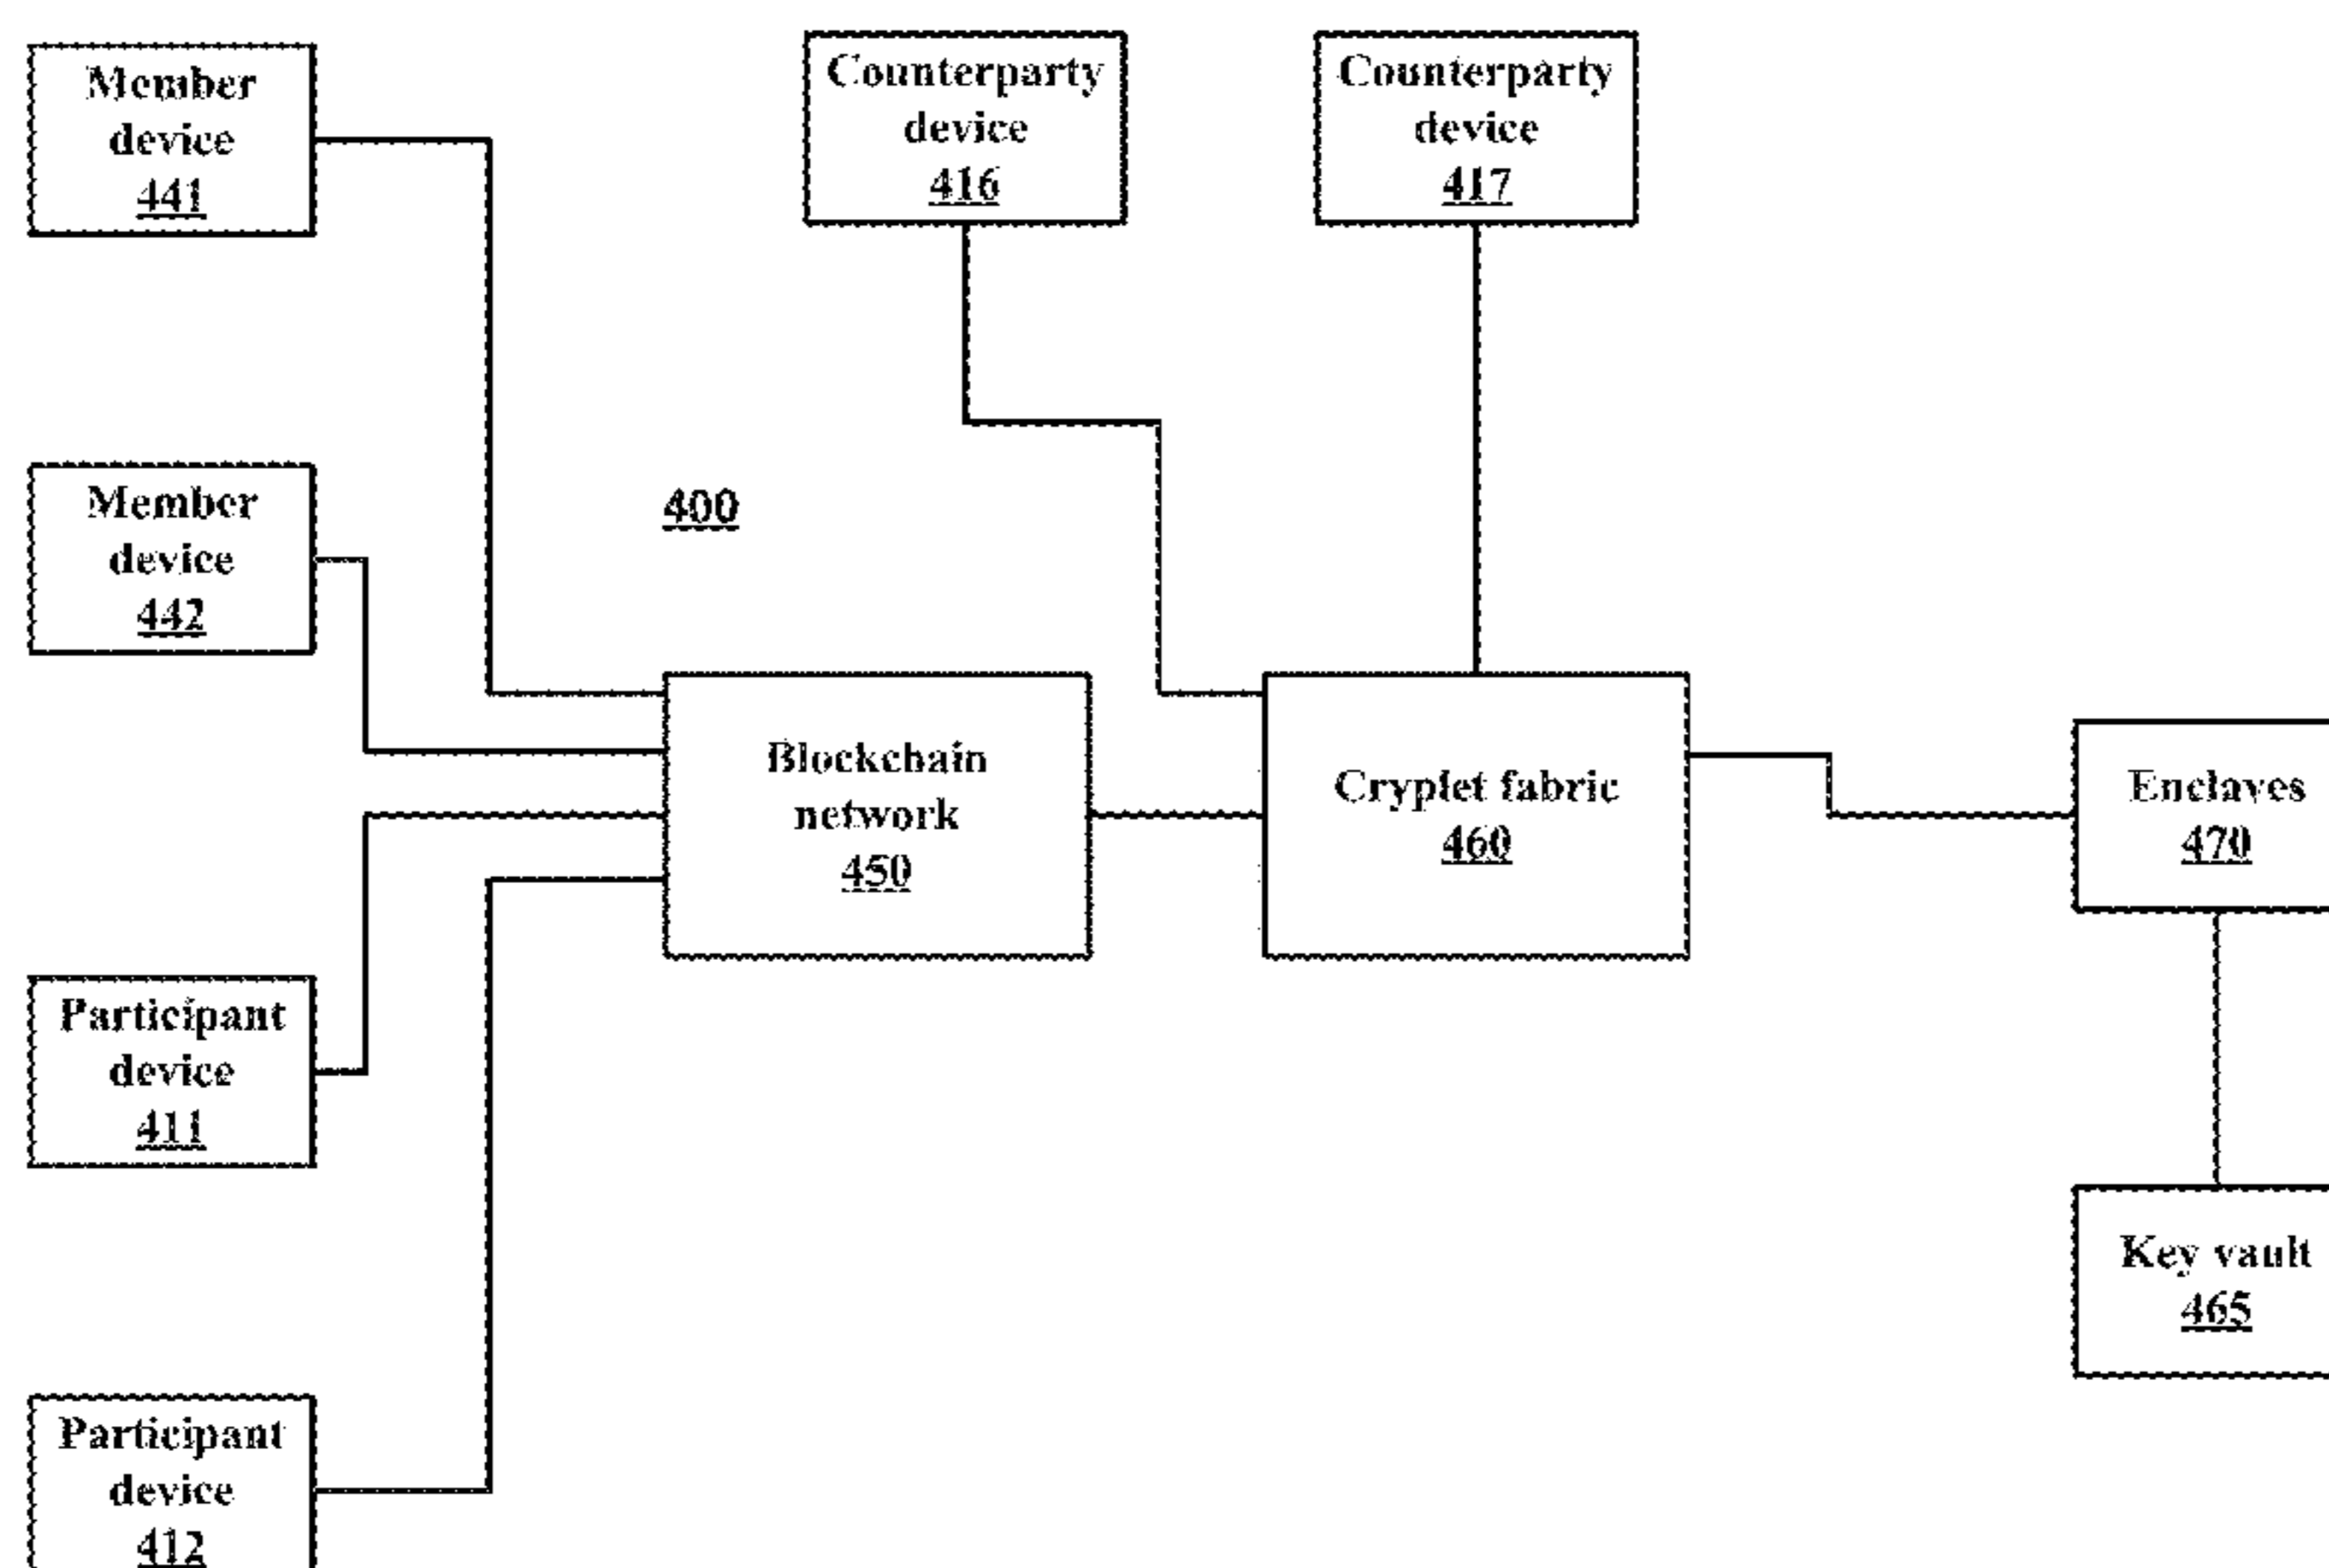 Member
device
441
Counterparty
device
416
Counterparty
device
417
Member
device
442
400
Blockchain
network
450
Cryplet fabric
460
Enclaves
470
Participant
device
411
Key vault
465
Participant
device
412